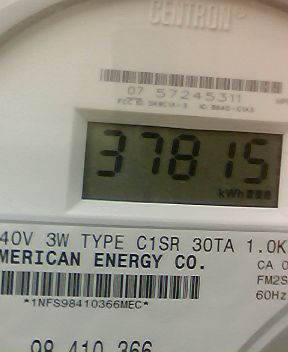 CENTRON®
07 57245311
37815
kWh
40V 3W TYPE C1SR 30TA 1.0K
MERICAN ENERGY CO.
CA 0
FM2S
60Hz
*1NFS98410366MEC*
98 410 366